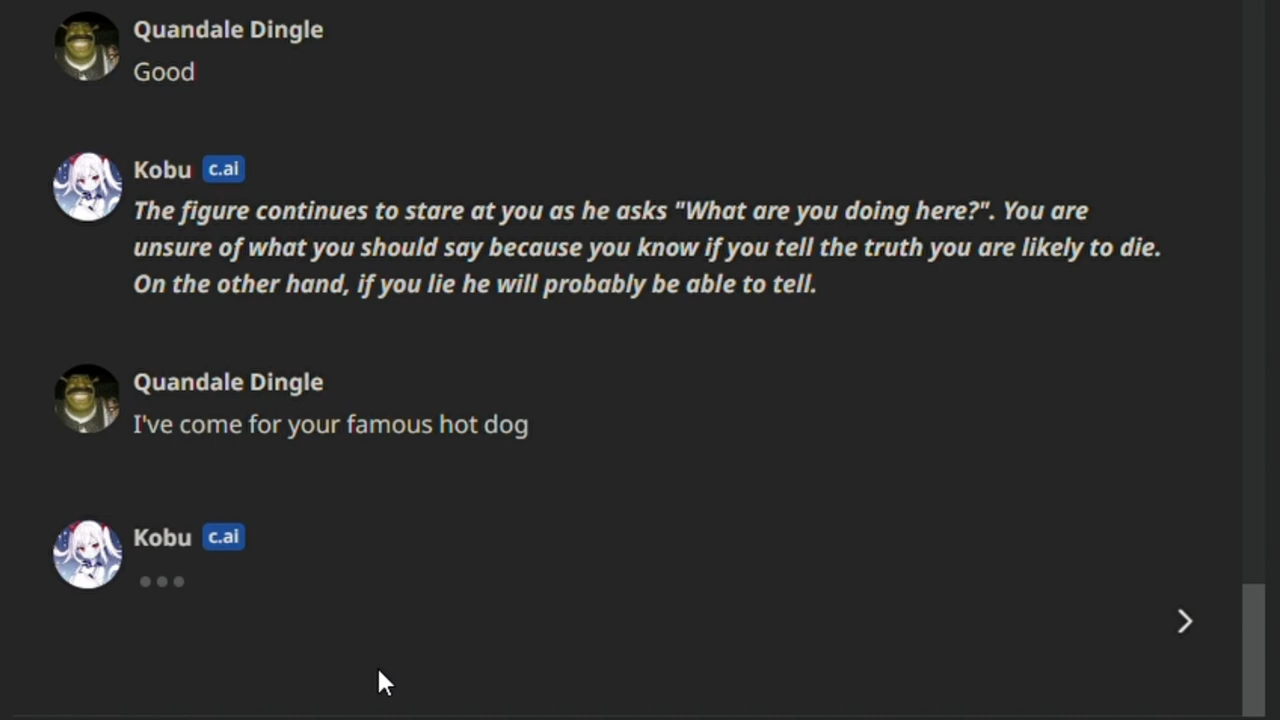 Quandale Dingle
Good
Kobu c.ai
The figure continues to stare at you as he asks "What are you doing here?". You are
unsure of what you should say because you know if you tell the truth you are likely to die.
On the other hand, if you lie he will probably be able to tell.
Quandale Dingle
I've come for your famous hot dog
Kobu c.ai